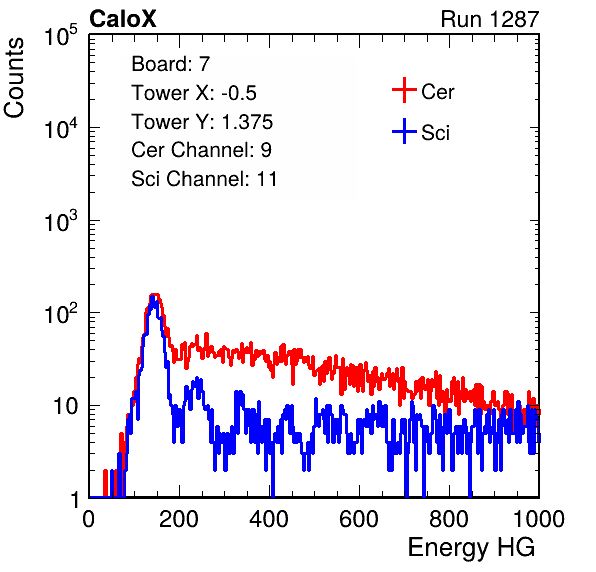 CaloX Run 1287
Counts
10^5
10^4
10^3
10^2
10
1
Board: 7
Tower X: -0.5
Tower Y: 1.375
Cer Channel: 9
Sci Channel: 11
Cer
Sci
0 200 400 600 800 1000
Energy HG